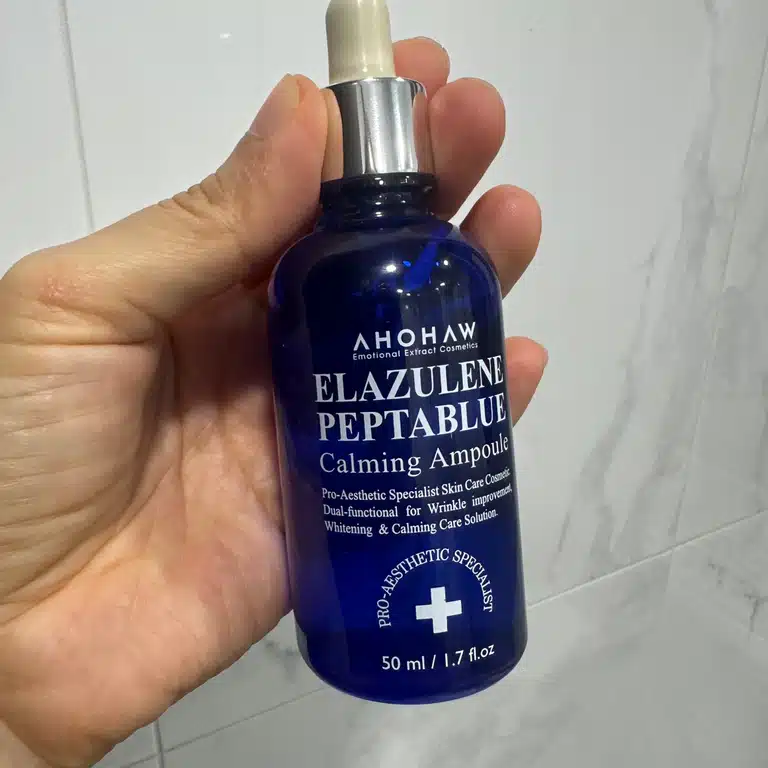 AHOHAW
Emotional Extract Cosmetics
ELAZULENE
PEPTABLUE
Calming Ampoule
Pro-Aesthetic Specialist Skin Care Cosmetic
Dual-functional for Wrinkle improvement,
Whitening & Calming Care Solution.
PRO-AESTHETIC SPECIALIST
50 ml / 1.7 fl.oz